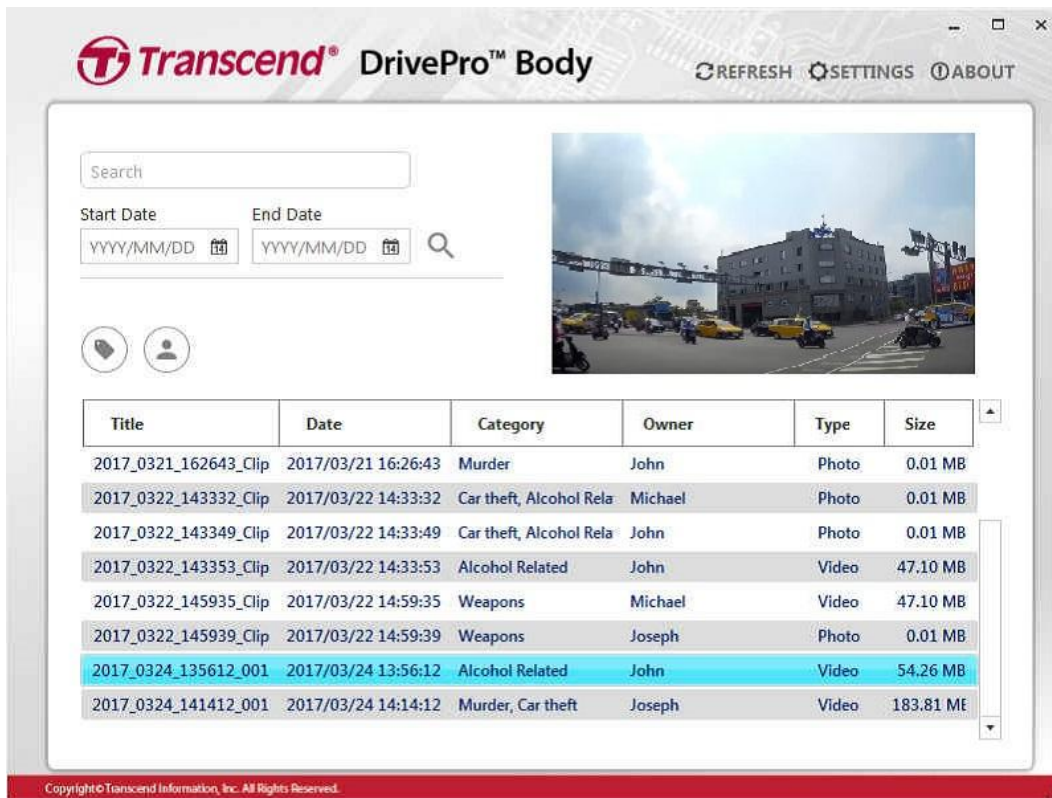 Transcend® DrivePro™ Body
REFRESH SETTINGS ABOUT
Search
Start Date End Date
YYYY/MM/DD 14 YYYY/MM/DD 14
Title Date Category Owner Type Size
2017_0321_162643_Clip 2017/03/21 16:26:43 Murder John Photo 0.01 MB
2017_0322_143332_Clip 2017/03/22 14:33:32 Car theft, Alcohol Rela Michael Photo 0.01 MB
2017_0322_143349_Clip 2017/03/22 14:33:49 Car theft, Alcohol Rela John Photo 0.01 MB
2017_0322_143353_Clip 2017/03/22 14:33:53 Alcohol Related John Video 47.10 MB
2017_0322_145935_Clip 2017/03/22 14:59:35 Weapons Michael Video 47.10 MB
2017_0322_145939_Clip 2017/03/22 14:59:39 Weapons Joseph Photo 0.01 MB
2017_0324_135612_001 2017/03/24 13:56:12 Alcohol Related John Video 54.26 MB
2017_0324_141412_001 2017/03/24 14:14:12 Murder, Car theft Joseph Video 183.81 ME
Copyright©Transcend Information, Inc. All Rights Reserved.